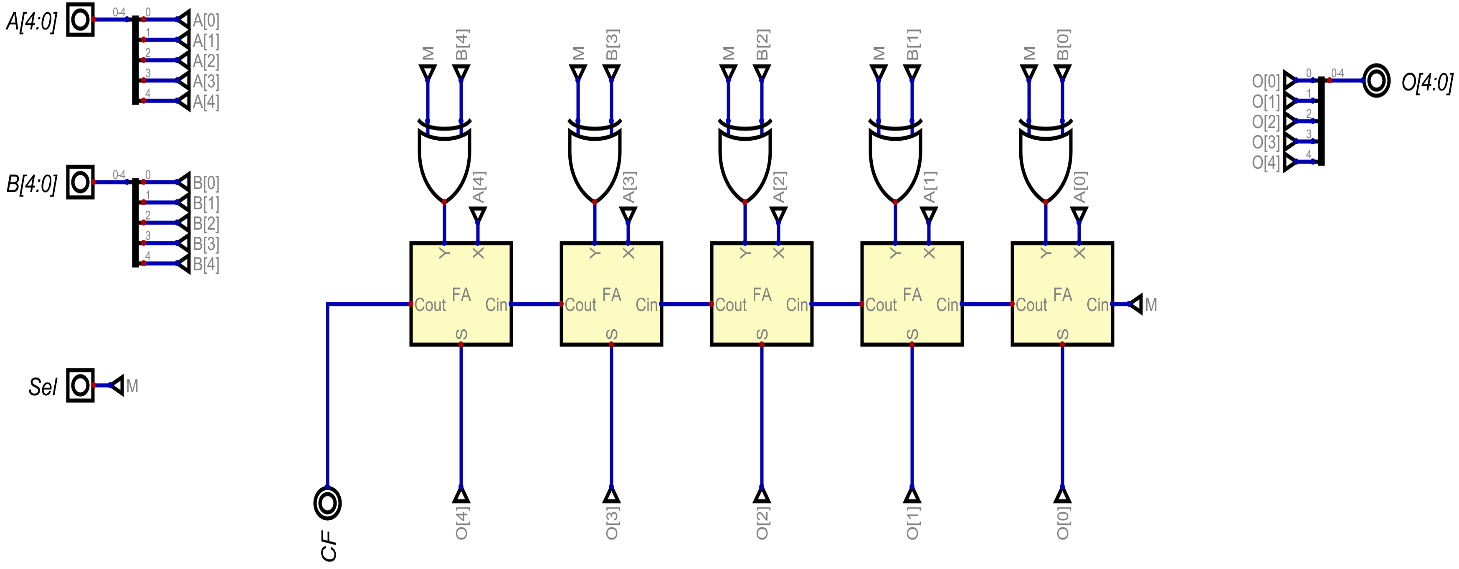 A[4:0]
0-4
0
A[0]
1
A[1]
2
A[2]
3
A[3]
4
A[4]
B[4:0]
0-4
0
B[0]
1
B[1]
2
B[2]
3
B[3]
4
B[4]
Sel
M
M
B[4]
M
B[3]
M
B[2]
M
B[1]
M
B[0]
A[4]
A[3]
A[2]
A[1]
A[0]
Y
X
Y
X
Y
X
Y
X
Y
X
Cout
FA
Cin
Cout
FA
Cin
Cout
FA
Cin
Cout
FA
Cin
Cout
FA
Cin
M
S
S
S
S
S
CF
O[4]
O[3]
O[2]
O[1]
O[0]
O[0]
0
0-4
O[4:0]
O[1]
1
O[2]
2
O[3]
3
O[4]
4